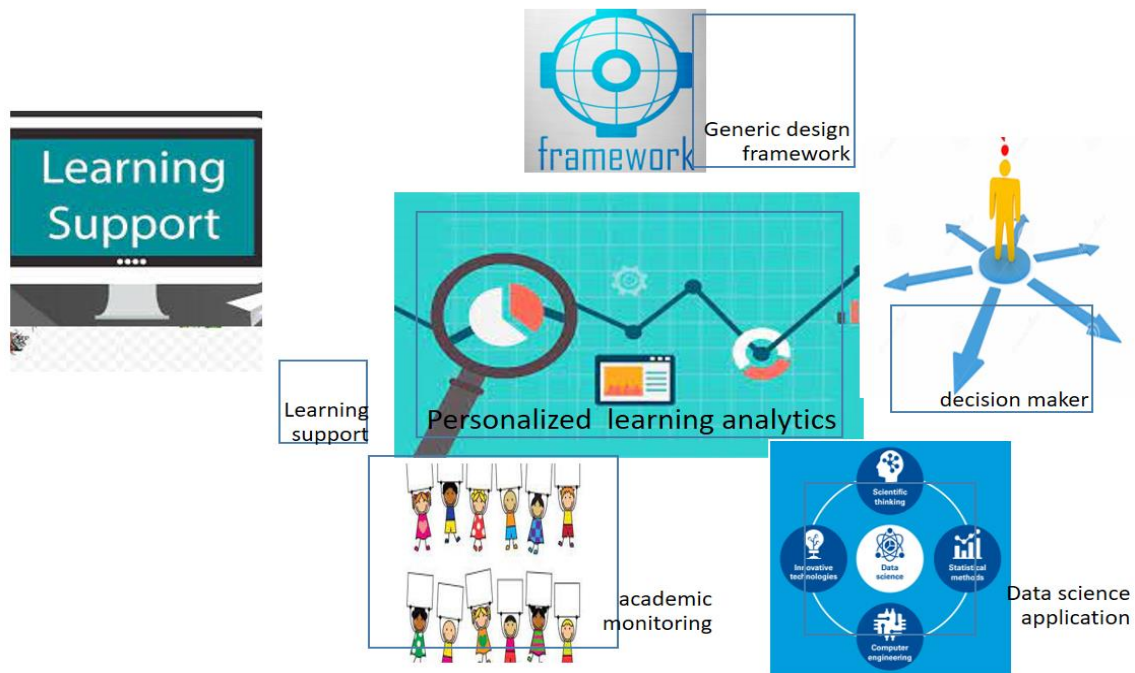 framework
Generic design
framework
Learning
Support
decision maker
Learning
support
Personalized learning analytics
academic
monitoring
Scientific
thinking
Innovative
technologies
Data
science
Statistical
methods
Computer
engineering
Data science
application